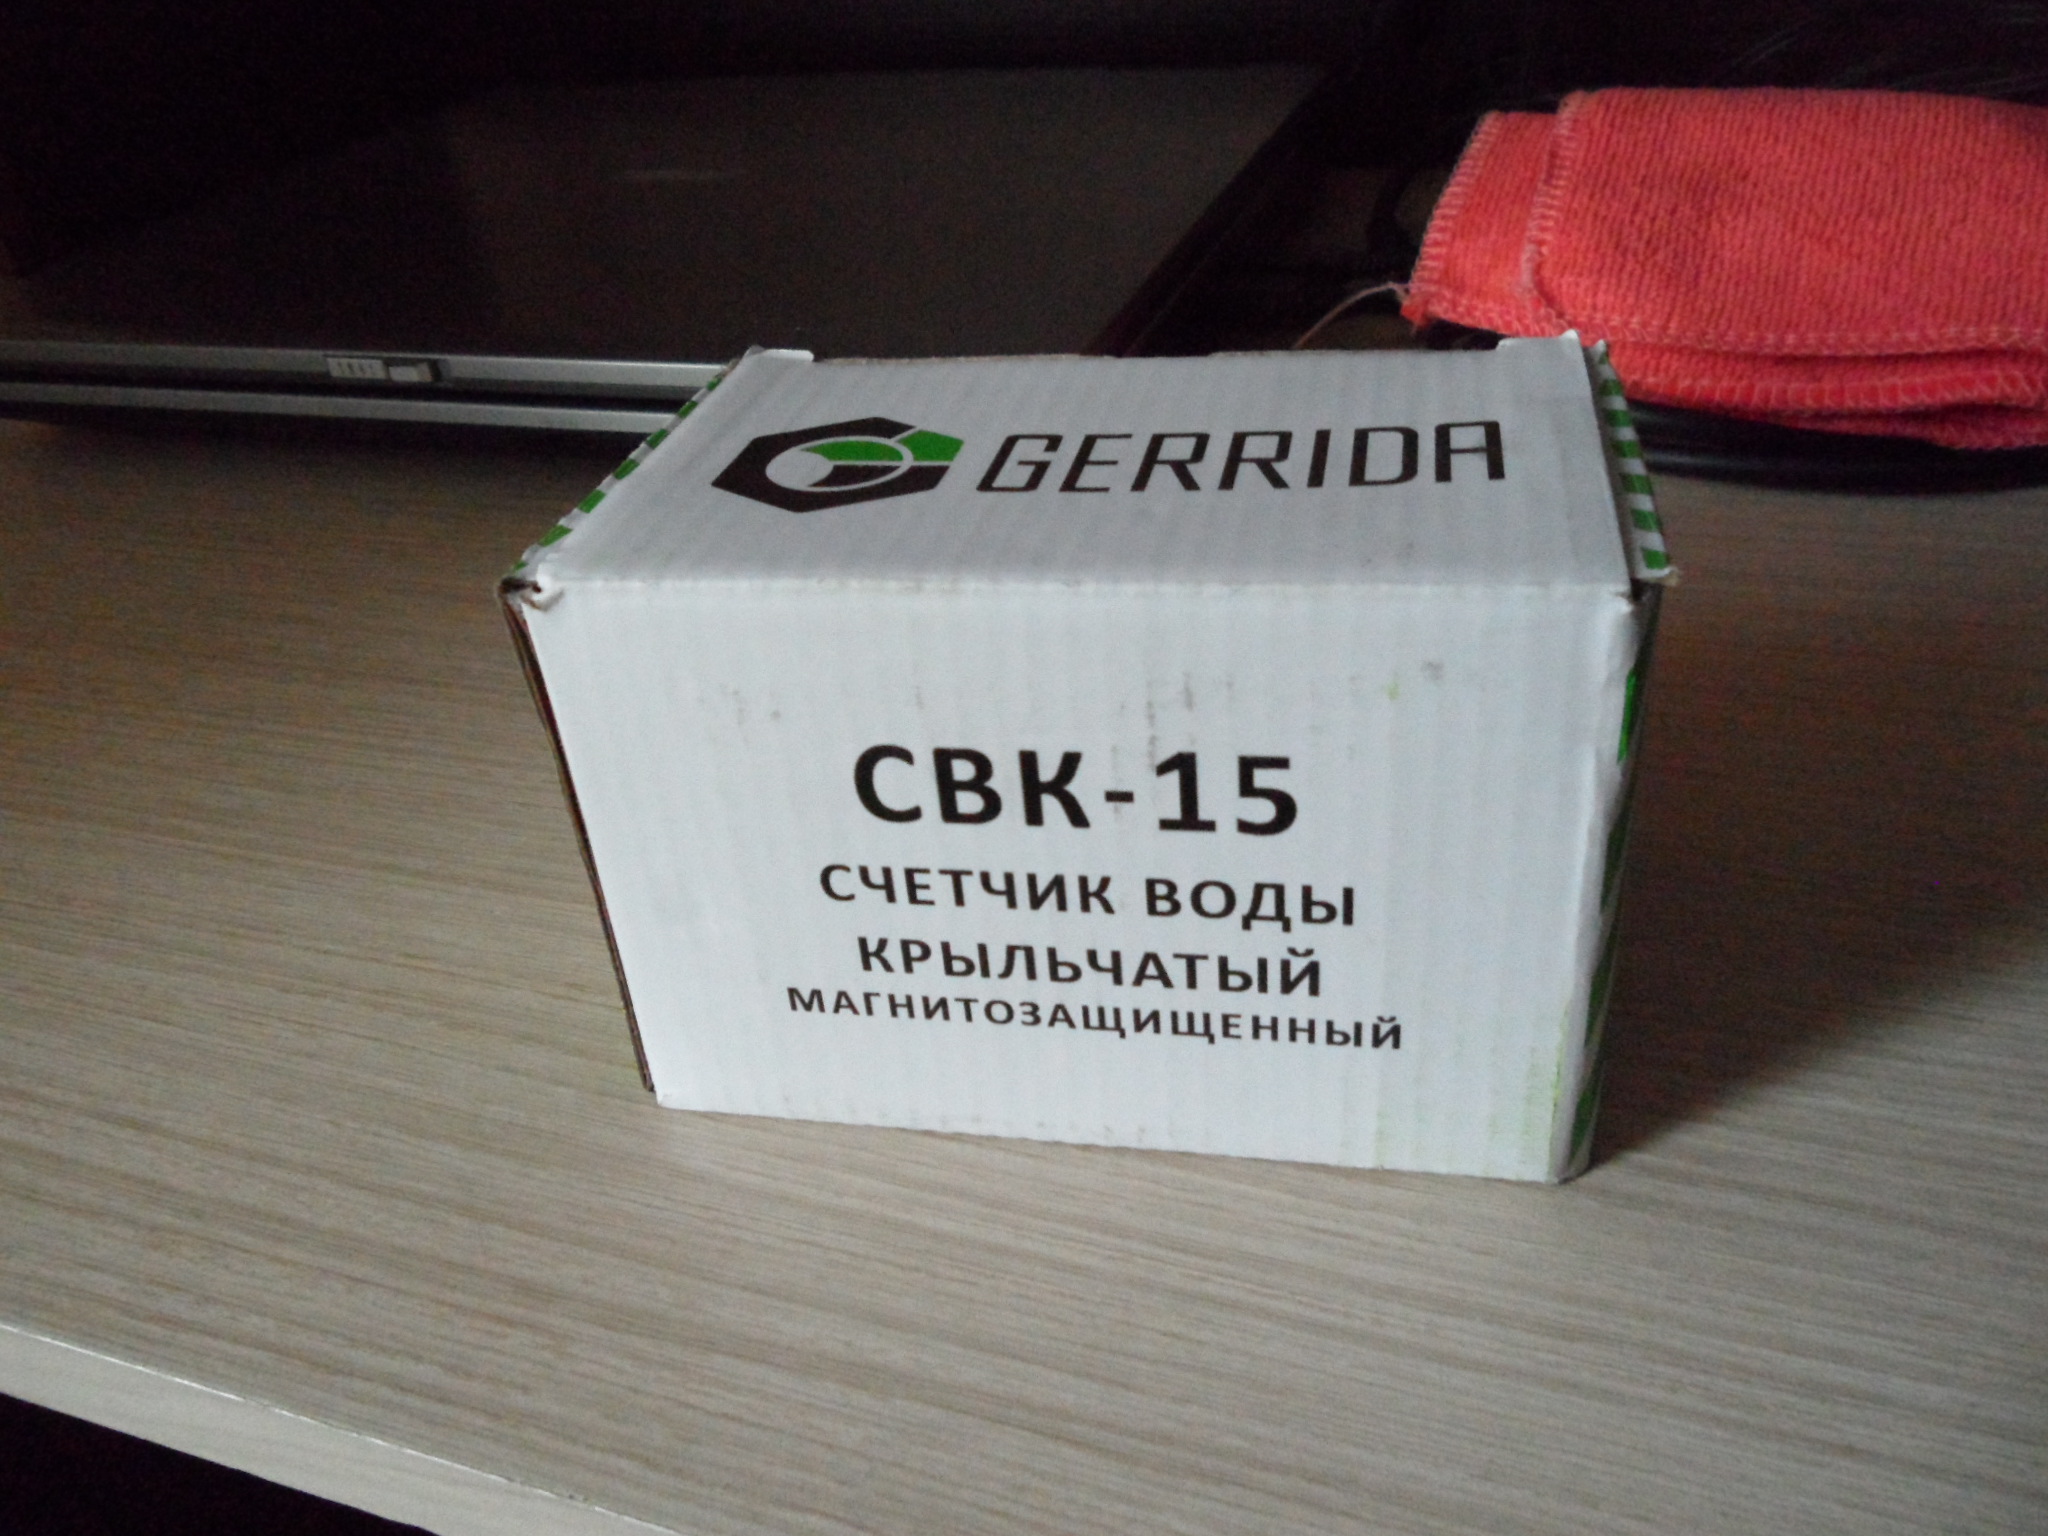 GERRIDA
СВК-15
СЧЕТЧИК ВОДЫ
КРЫЛЬЧАТЫЙ
МАГНИТОЗАЩИЩЕННЫЙ